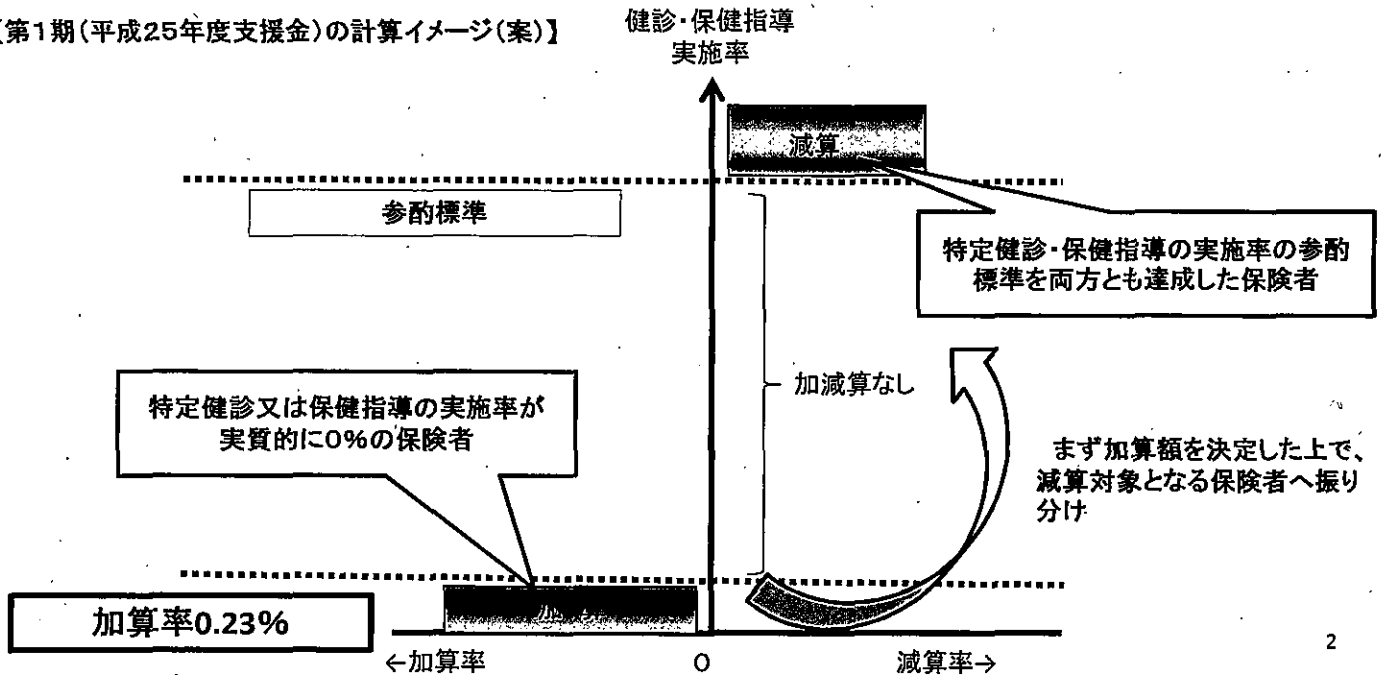 【第1期(平成25年度支援金)の計算イメージ(案)】
健診・保健指導
実施率
減算
参酌標準
特定健診・保健指導の実施率の参酌
標準を両方とも達成した保険者
加減算なし
特定健診又は保健指導の実施率が
実質的に0%の保険者
まず加算額を決定した上で、
減算対象となる保険者へ振り
分け
加算率0.23%
←加算率
0
減算率→
2